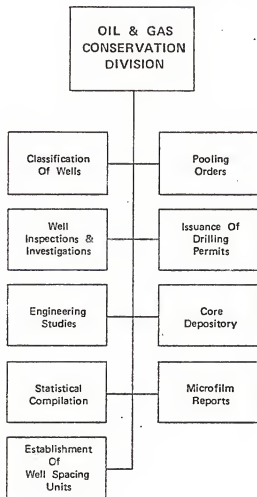 OIL & GAS
CONSERVATION
DIVISION
Classification
Of Wells
Pooling
Orders
Well
Inspections &
Investigations
Issuance Of
Drilling
Permits
Engineering
Studies
Core
Depository
Statistical
Compilation
Microfilm
Reports
Establishment
Of
Well Spacing
Units